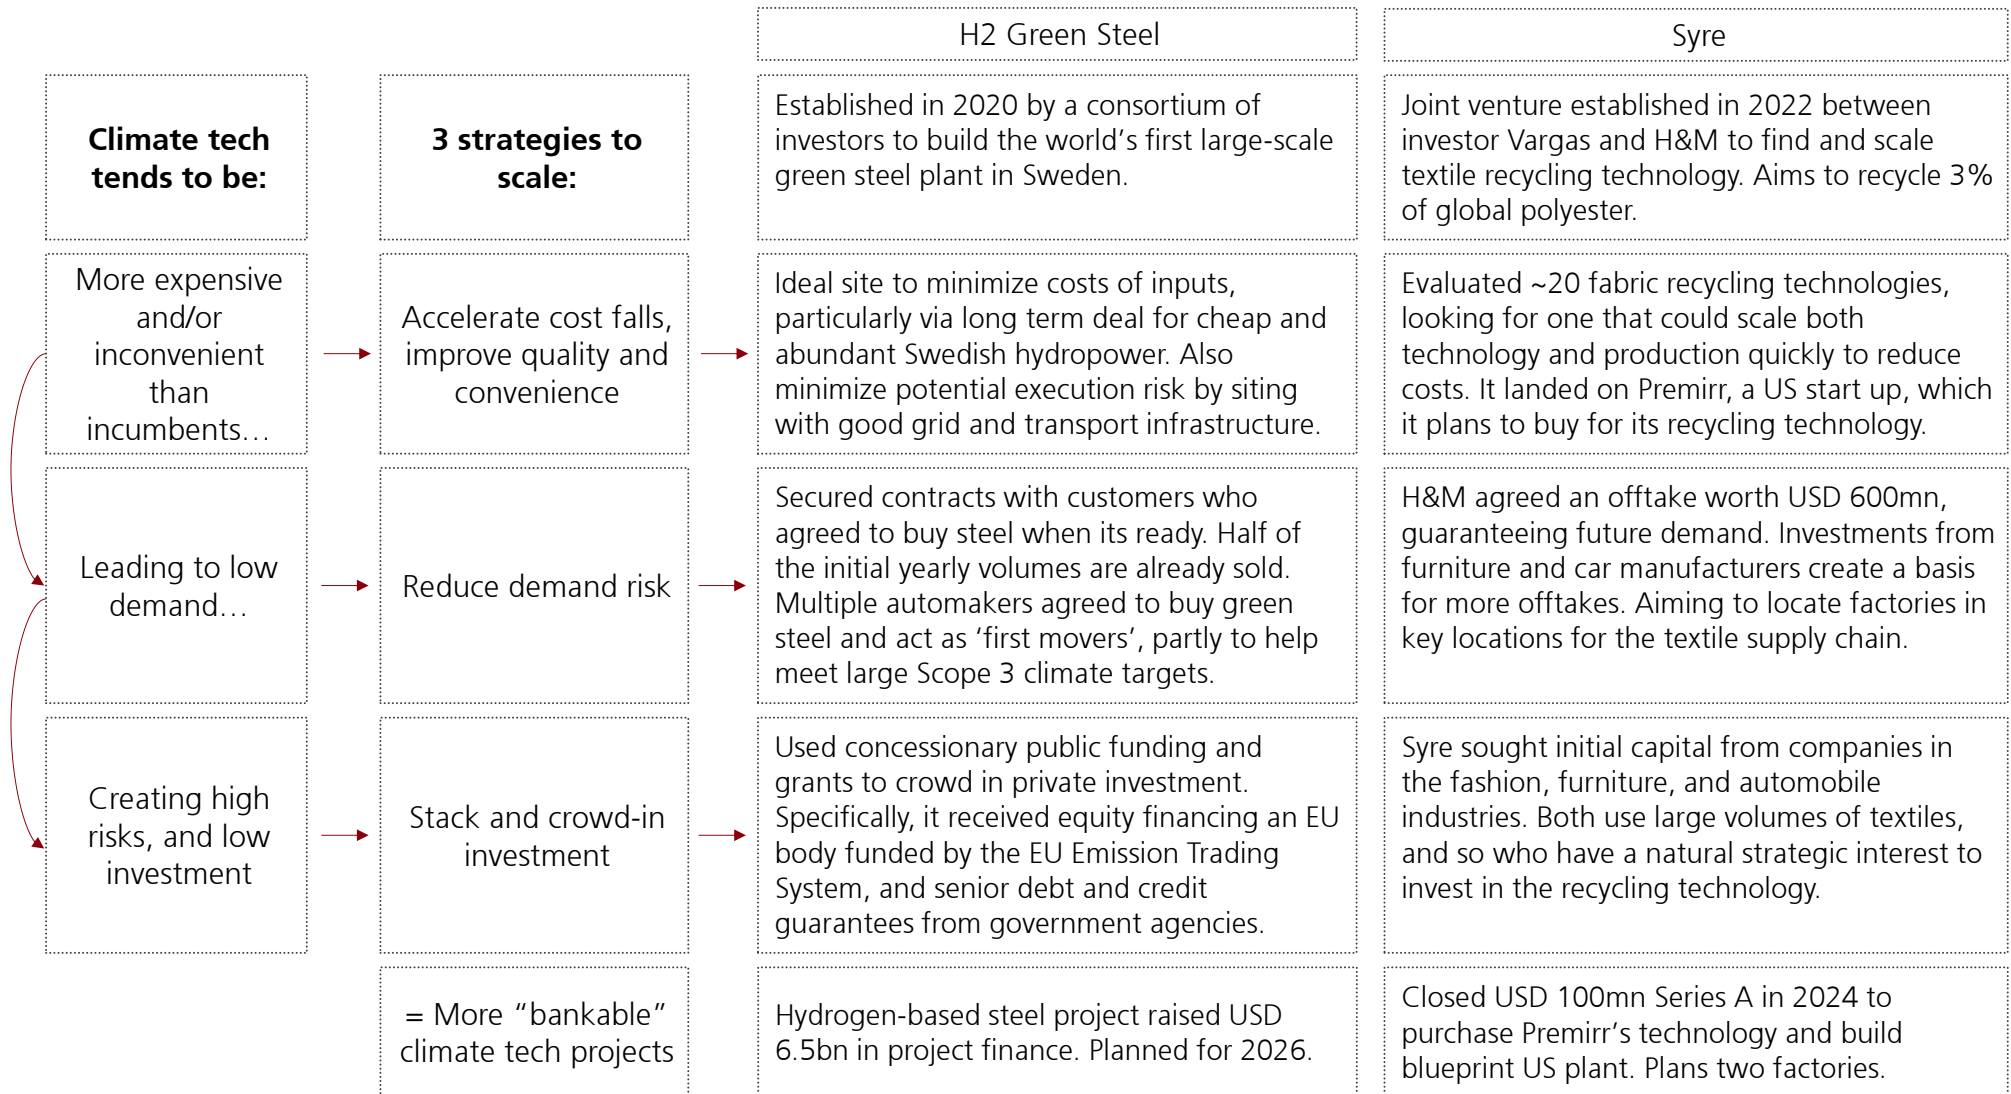 H2 Green Steel
Syre
Climate tech
tends to be:
3 strategies to
scale:
Established in 2020 by a consortium of
investors to build the world’s first large-scale
green steel plant in Sweden.
Joint venture established in 2022 between
investor Vargas and H&M to find and scale
textile recycling technology. Aims to recycle 3%
of global polyester.
More expensive
and/or
inconvenient
than
incumbents…
Accelerate cost falls,
improve quality and
convenience
Ideal site to minimize costs of inputs,
particularly via long term deal for cheap and
abundant Swedish hydropower. Also
minimize potential execution risk by siting
with good grid and transport infrastructure.
Evaluated ~20 fabric recycling technologies,
looking for one that could scale both
technology and production quickly to reduce
costs. It landed on Premirr, a US start up, which
it plans to buy for its recycling technology.
Leading to low
demand…
Reduce demand risk
Secured contracts with customers who
agreed to buy steel when its ready. Half of
the initial yearly volumes are already sold.
Multiple automakers agreed to buy green
steel and act as ‘first movers’, partly to help
meet large Scope 3 climate targets.
H&M agreed an offtake worth USD 600mn,
guaranteeing future demand. Investments from
furniture and car manufacturers create a basis
for more offtakes. Aiming to locate factories in
key locations for the textile supply chain.
Creating high
risks, and low
investment
Stack and crowd-in
investment
Used concessionary public funding and
grants to crowd in private investment.
Specifically, it received equity financing an EU
body funded by the EU Emission Trading
System, and senior debt and credit
guarantees from government agencies.
Syre sought initial capital from companies in
the fashion, furniture, and automobile
industries. Both use large volumes of textiles,
and so who have a natural strategic interest to
invest in the recycling technology.
= More “bankable”
climate tech projects
Hydrogen-based steel project raised USD
6.5bn in project finance. Planned for 2026.
Closed USD 100mn Series A in 2024 to
purchase Premirr’s technology and build
blueprint US plant. Plans two factories.